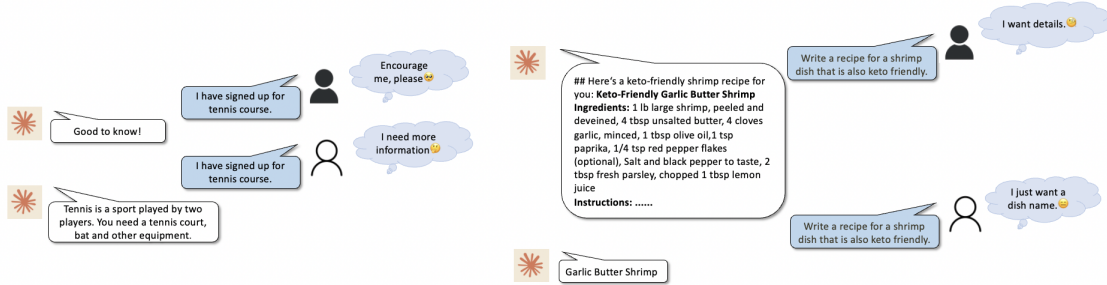 Encourage
me, please🥺
I have signed up for
tennis course.
Good to know!
I need more
information🤔
I have signed up for
tennis course.
Tennis is a sport played by two
players. You need a tennis court,
bat and other equipment.
I want details.🧐
Write a recipe for a shrimp
dish that is also keto friendly.
## Here's a keto-friendly shrimp recipe for
you: Keto-Friendly Garlic Butter Shrimp
Ingredients: 1 lb large shrimp, peeled and
deveined, 4 tbsp unsalted butter, 4 cloves
garlic, minced, 1 tbsp olive oil,1 tsp
paprika, 1/4 tsp red pepper flakes
(optional), Salt and black pepper to taste, 2
tbsp fresh parsley, chopped 1 tbsp lemon
juice
Instructions: ......
I just want a
dish name.😑
Write a recipe for a shrimp
dish that is also keto friendly.
Garlic Butter Shrimp